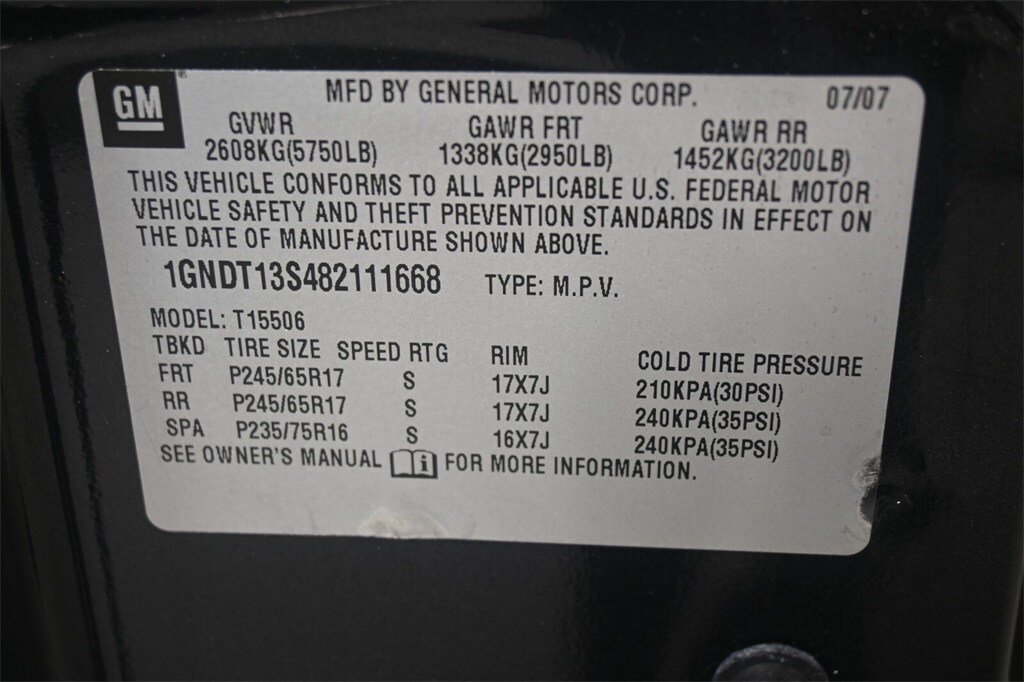 GM
MFD BY GENERAL MOTORS CORP. 07/07
GVWR GAWR FRT GAWR RR
2608KG(5750LB) 1338KG(2950LB) 1452KG(3200LB)
THIS VEHICLE CONFORMS TO ALL APPLICABLE U.S. FEDERAL MOTOR
VEHICLE SAFETY AND THEFT PREVENTION STANDARDS IN EFFECT ON
THE DATE OF MANUFACTURE SHOWN ABOVE.
1GNDT13S482111668 TYPE: M.P.V.
MODEL: T15506
TBKD TIRE SIZE SPEED RTG RIM COLD TIRE PRESSURE
FRT P245/65R17 S 17X7J 210KPA(30PSI)
RR P245/65R17 S 17X7J 240KPA(35PSI)
SPA P235/75R16 S 16X7J 240KPA(35PSI)
SEE OWNER'S MANUAL i FOR MORE INFORMATION.